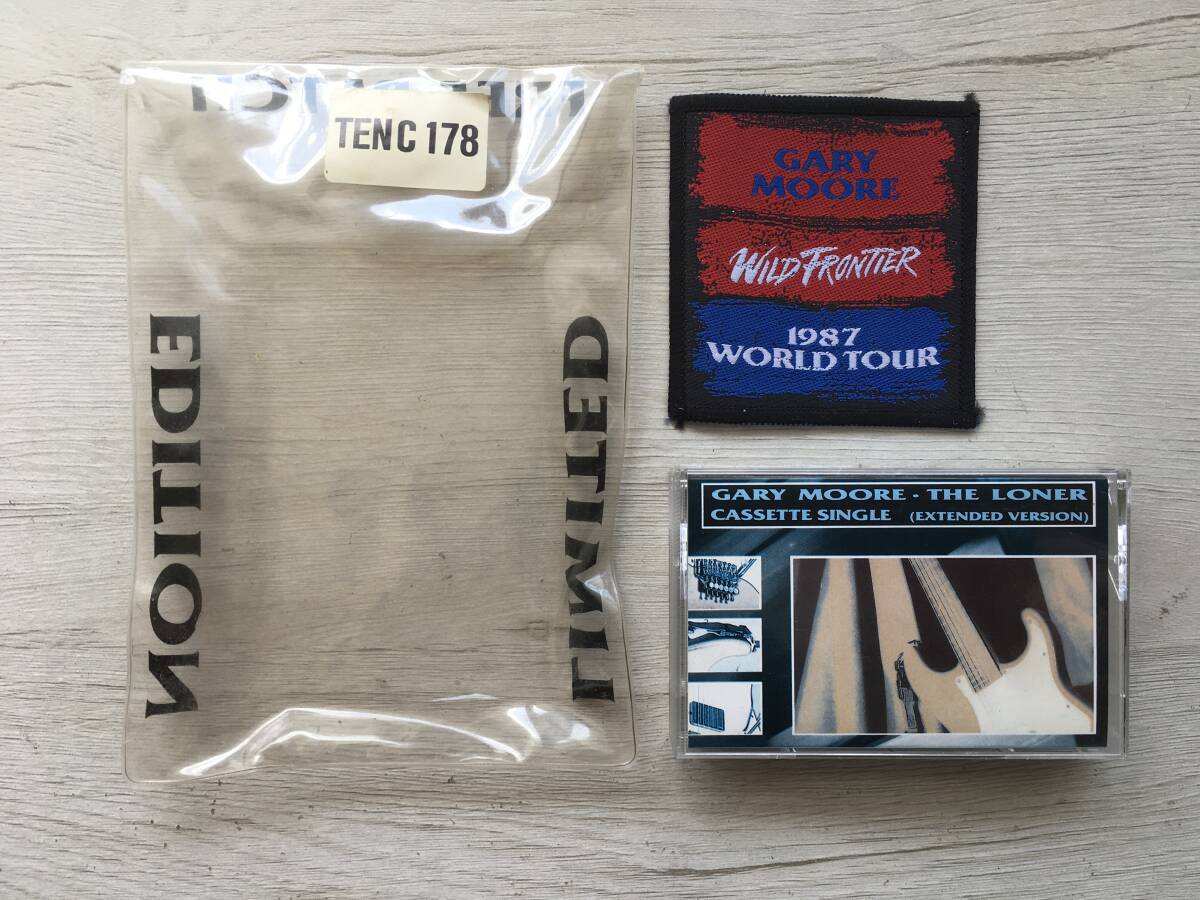 TEN C 178
EDITION
LIMITED
GARY
MOORE
WILD FRONTIER
1987
WORLD TOUR
GARY MOORE · THE LONER
CASSETTE SINGLE (EXTENDED VERSION)